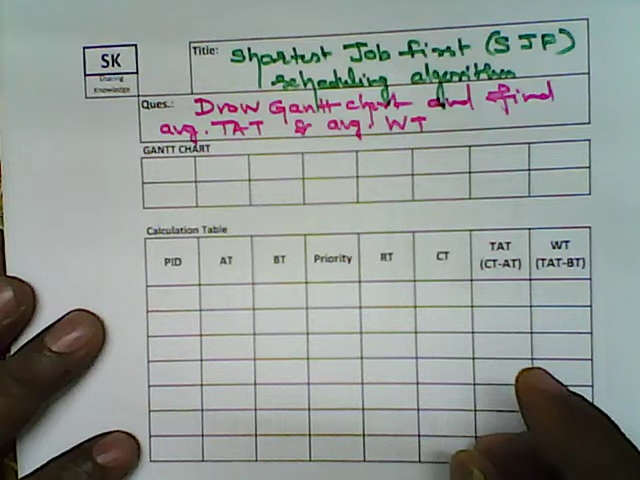 SK
Sharing
Knowledge
Title: Shortest Job first (SJF)
scheduling algorithm
Ques.: Draw Gantt chart and find
avg. TAT & avg. WT
GANTT CHART
Calculation Table
PID AT BT Priority RT CT TAT (CT-AT) WT (TAT-BT)